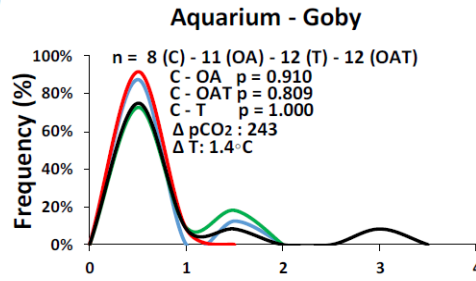 Aquarium - Goby
n = 8 (C) - 11 (OA) - 12 (T) - 12 (OAT)
C - OA p = 0.910
C - OAT p = 0.809
C - T p = 1.000
Δ pCO2 : 243
Δ T: 1.4◦C
Frequency (%)
100%
80%
60%
40%
20%
0%
0 1 2 3 4